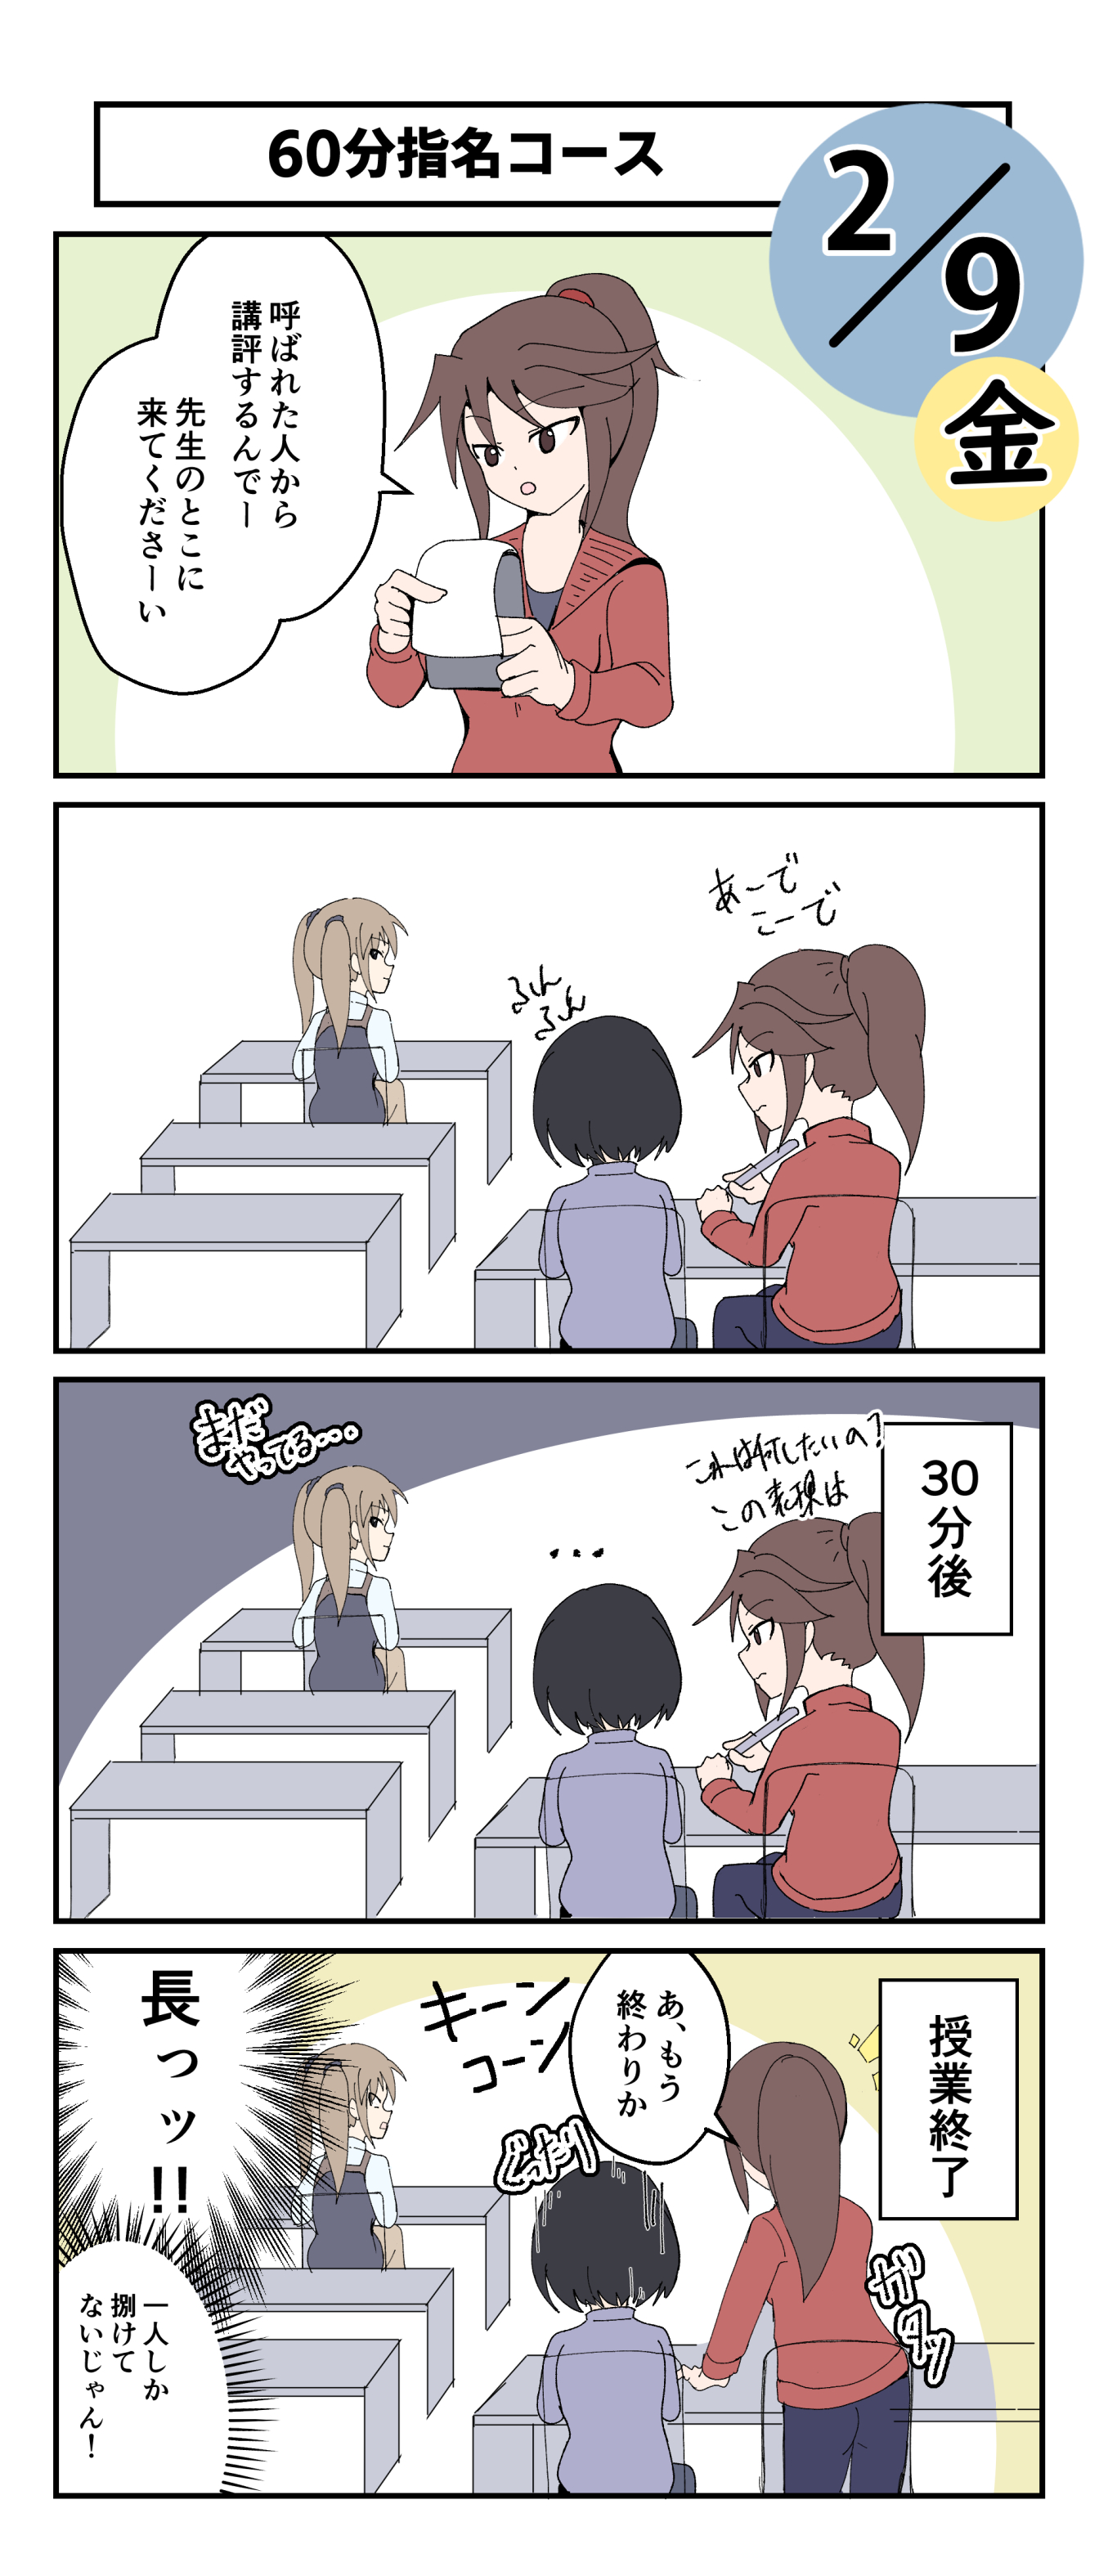 60分指名コース
2/9
金
呼ばれた人から
講評するんでー
先生のとこに
来てくださーい
あーで
こーで
るん
るん
30分後
これは何したいの?
この表現は
・・・
まだ
やってる・・・・
授業終了
あ、もう
終わりか
キーン
コーン
ガタッ
ぐったり
長っッ!!
一人しか
捌けて
ないじゃん!